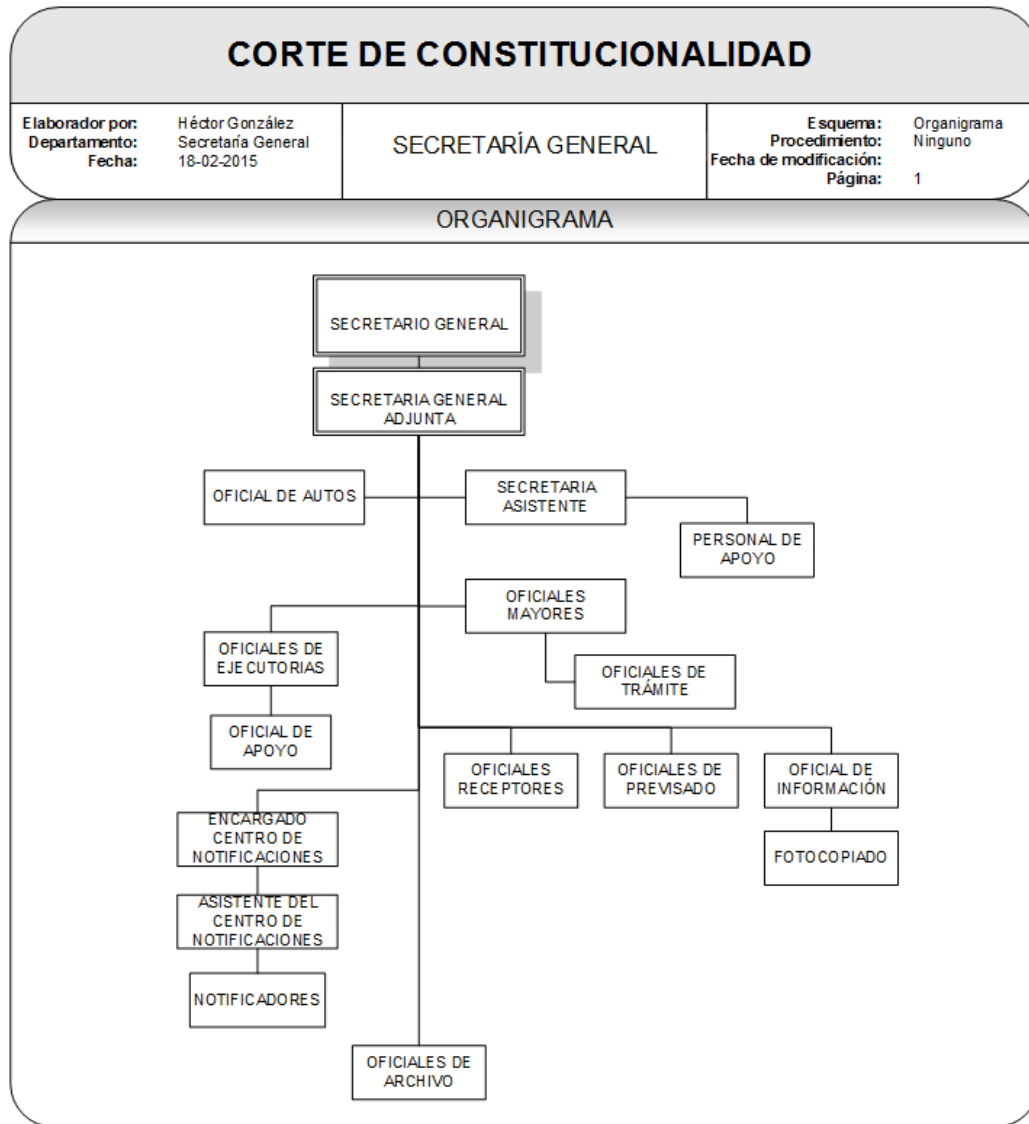 CORTE DE CONSTITUCIONALIDAD
Elaborador por: Héctor González
Departamento: Secretaría General
Fecha: 18-02-2015
SECRETARÍA GENERAL
Esquema: Organigrama
Procedimiento: Ninguno
Fecha de modificación:
Página: 1
ORGANIGRAMA
SECRETARIO GENERAL
SECRETARIA GENERAL
ADJUNTA
OFICIAL DE AUTOS
SECRETARIA
ASISTENTE
PERSONAL DE
APOYO
OFICIALES
MAYORES
OFICIALES DE
EJECUTORIAS
OFICIALES DE
TRÁMITE
OFICIAL DE
APOYO
OFICIALES
RECEPTORES
OFICIALES DE
PREVISADO
OFICIAL DE
INFORMACIÓN
ENCARGADO
CENTRO DE
NOTIFICACIONES
FOTOCOPIADO
ASISTENTE DEL
CENTRO DE
NOTIFICACIONES
NOTIFICADORES
OFICIALES DE
ARCHIVO